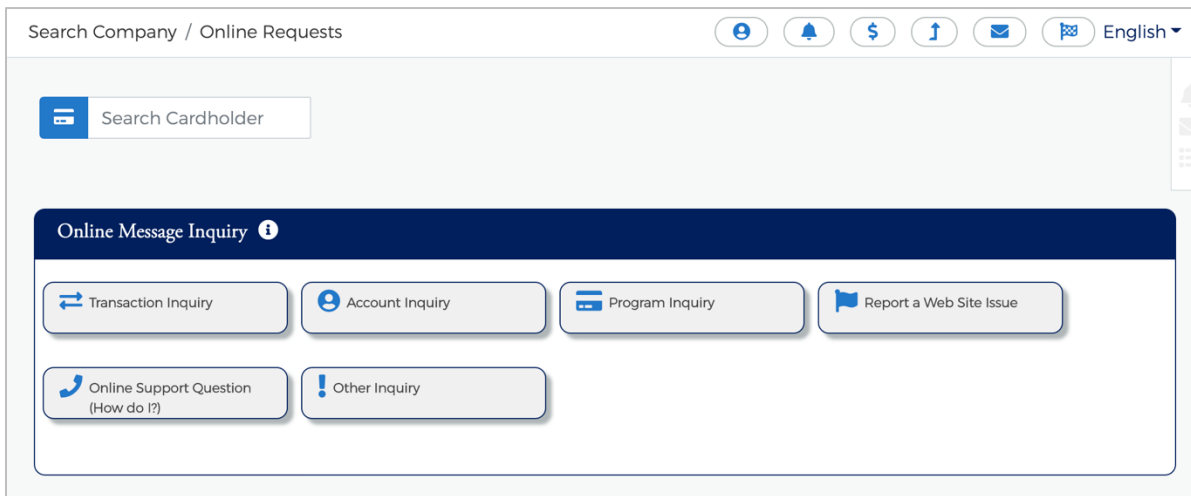 Search Company / Online Requests
English
Search Cardholder
Online Message Inquiry
Transaction Inquiry
Account Inquiry
Program Inquiry
Report a Web Site Issue
Online Support Question
(How do I?)
Other Inquiry